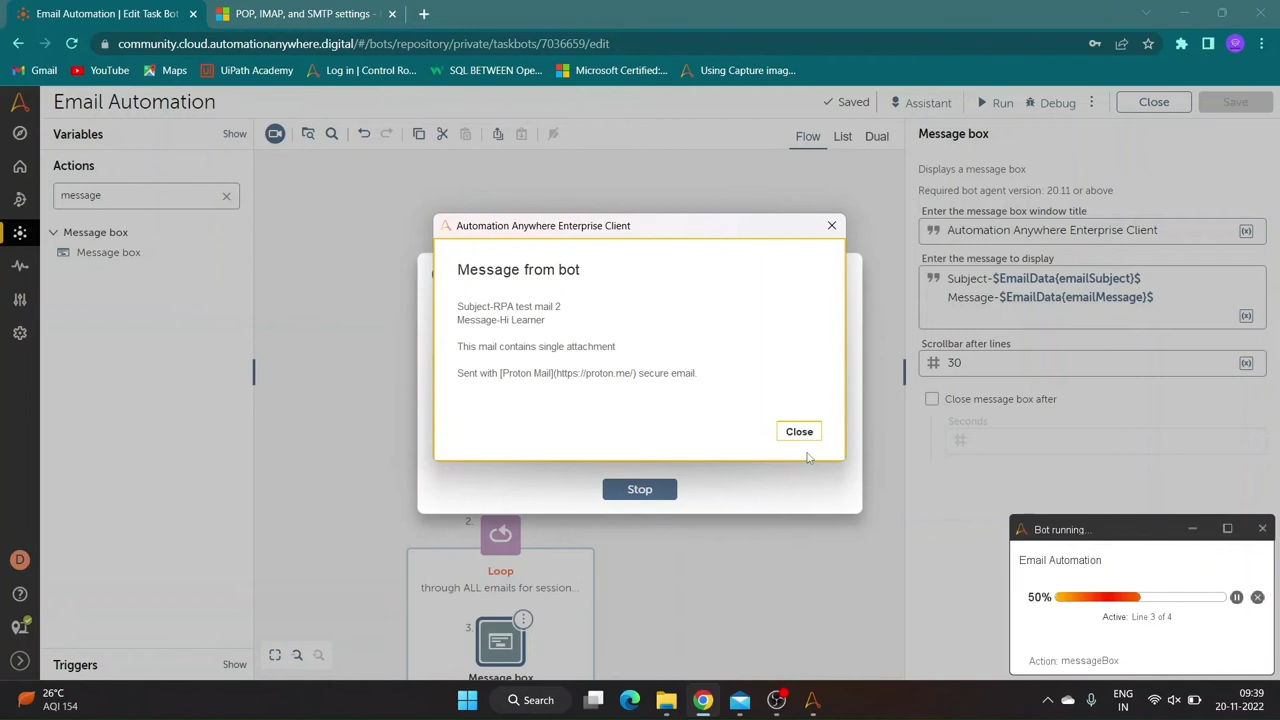 Email Automation | Edit Task Bot
POP, IMAP, and SMTP settings -
community.cloud.automationanywhere.digital/#/bots/repository/private/taskbots/7036659/edit
Gmail
YouTube
Maps
UiPath Academy
Log in | Control Ro...
SQL BETWEEN Ope...
Microsoft Certified:...
Using Capture imag...
Email Automation
Saved
Assistant
Run
Debug
Close
Save
Variables
Show
Flow
List
Dual
Message box
Actions
Displays a message box
Required bot agent version: 20.11 or above
message
Enter the message box window title
Automation Anywhere Enterprise Client
Message box
Message box
Enter the message to display
Subject-$EmailData{emailSubject}$
Message-$EmailData{emailMessage}$
Scrollbar after lines
30
Close message box after
Seconds
Automation Anywhere Enterprise Client
Message from bot
Subject-RPA test mail 2
Message-Hi Learner
This mail contains single attachment
Sent with [Proton Mail](https://proton.me/) secure email.
Close
Stop
2.
Loop
through ALL emails for session...
3.
Message box
Bot running...
Email Automation
50%
Active: Line 3 of 4
Action: messageBox
D
Triggers
Show
26°C
AQI 154
Search
ENG
IN
09:39
20-11-2022